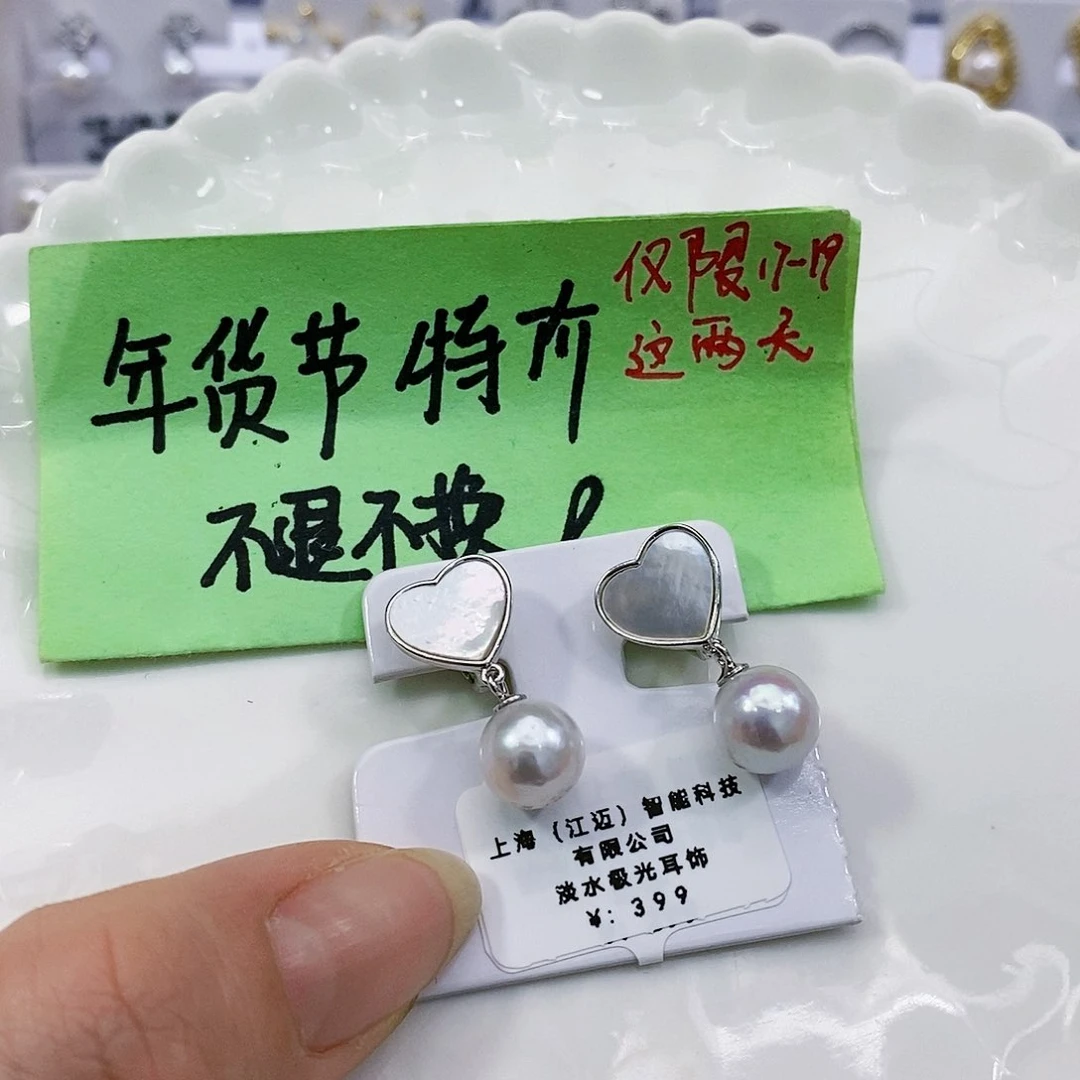 年货节特价
仅限17-19
这两天
不退不换！
上海（江迈）智能科技
有限公司
淡水极光耳饰
¥: 399